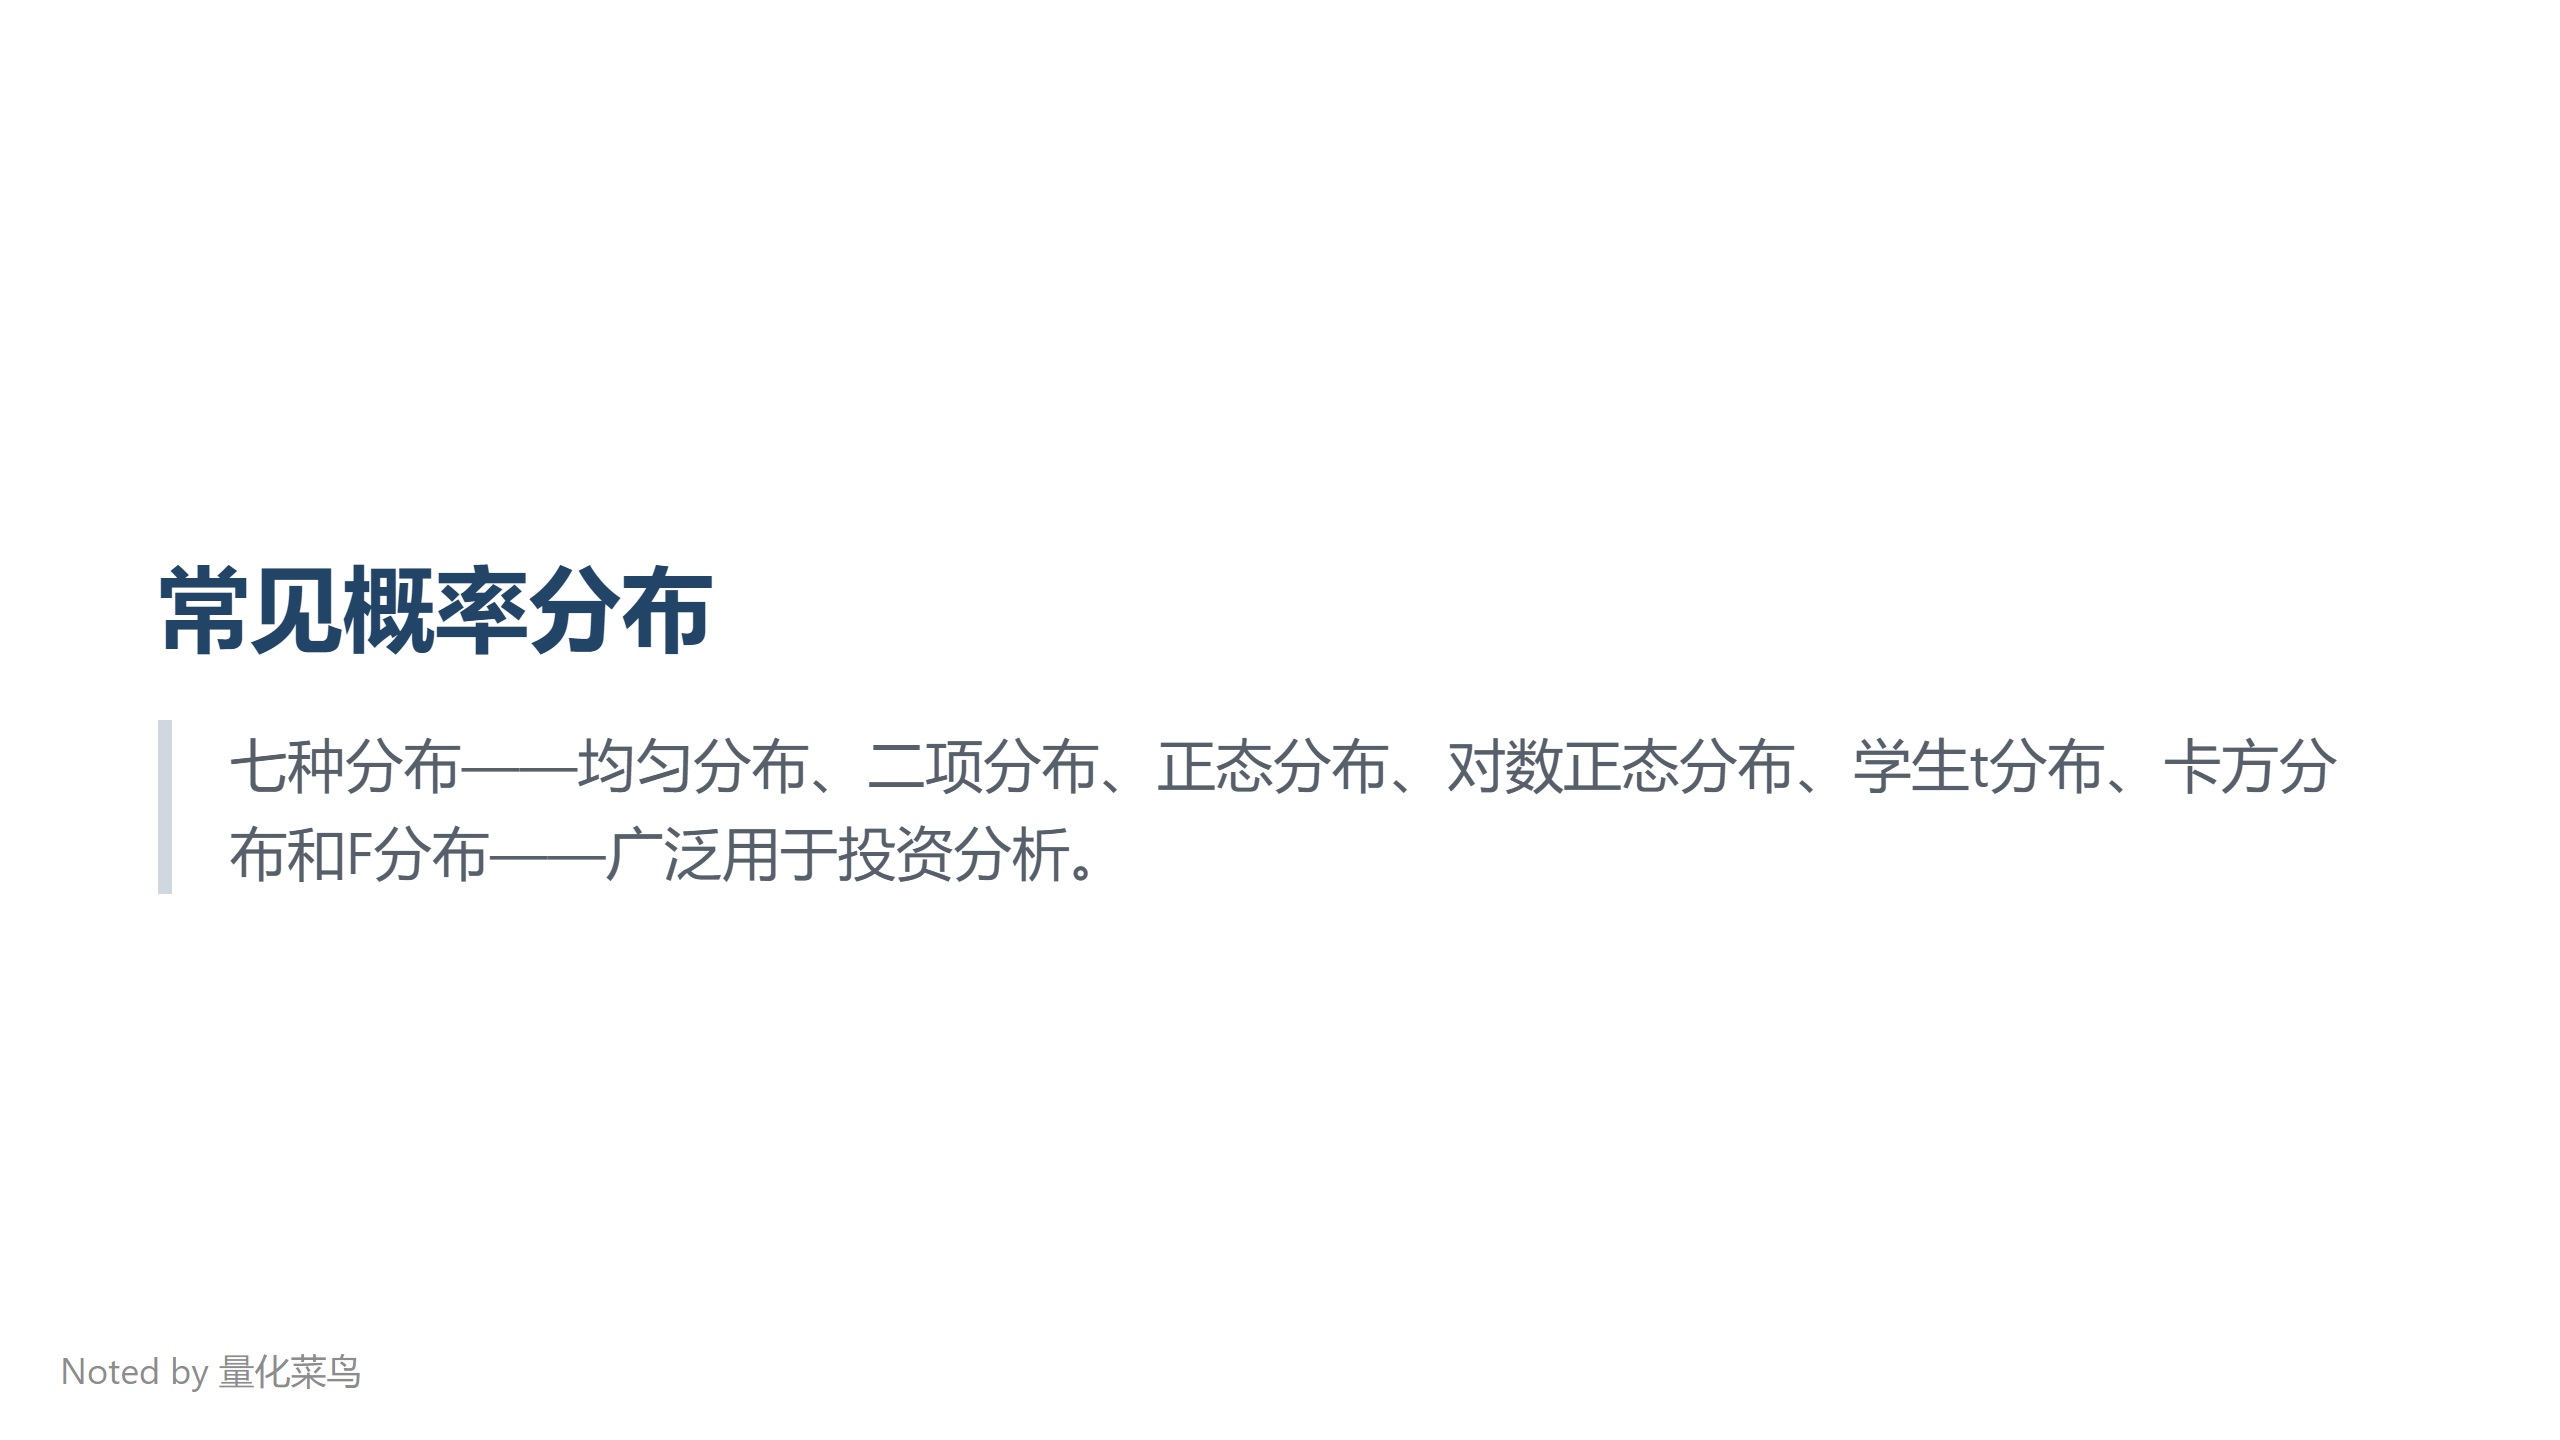 常见概率分布
七种分布——均匀分布、二项分布、正态分布、对数正态分布、学生t分布、卡方分
布和F分布——广泛用于投资分析。
Noted by 量化菜鸟